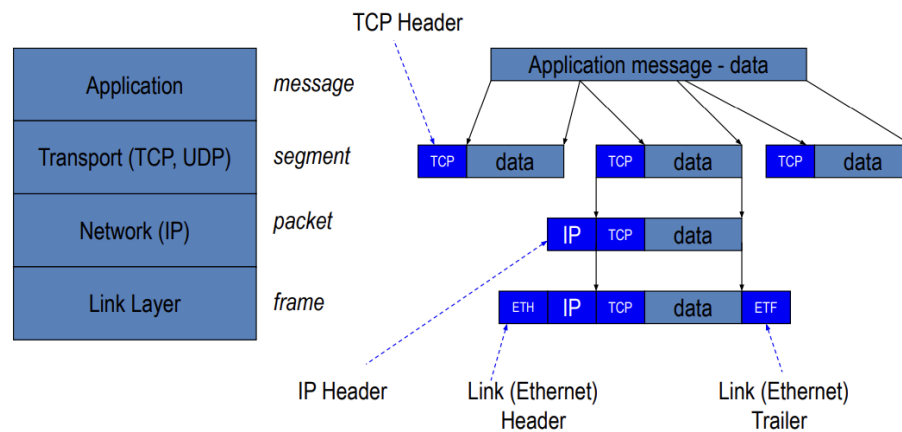 TCP Header
Application
message
Application message - data
Transport (TCP, UDP)
segment
TCP
data
TCP
data
TCP
data
Network (IP)
packet
IP
TCP
data
Link Layer
frame
ETH
IP
TCP
data
ETF
IP Header
Link (Ethernet)
Header
Link (Ethernet)
Trailer